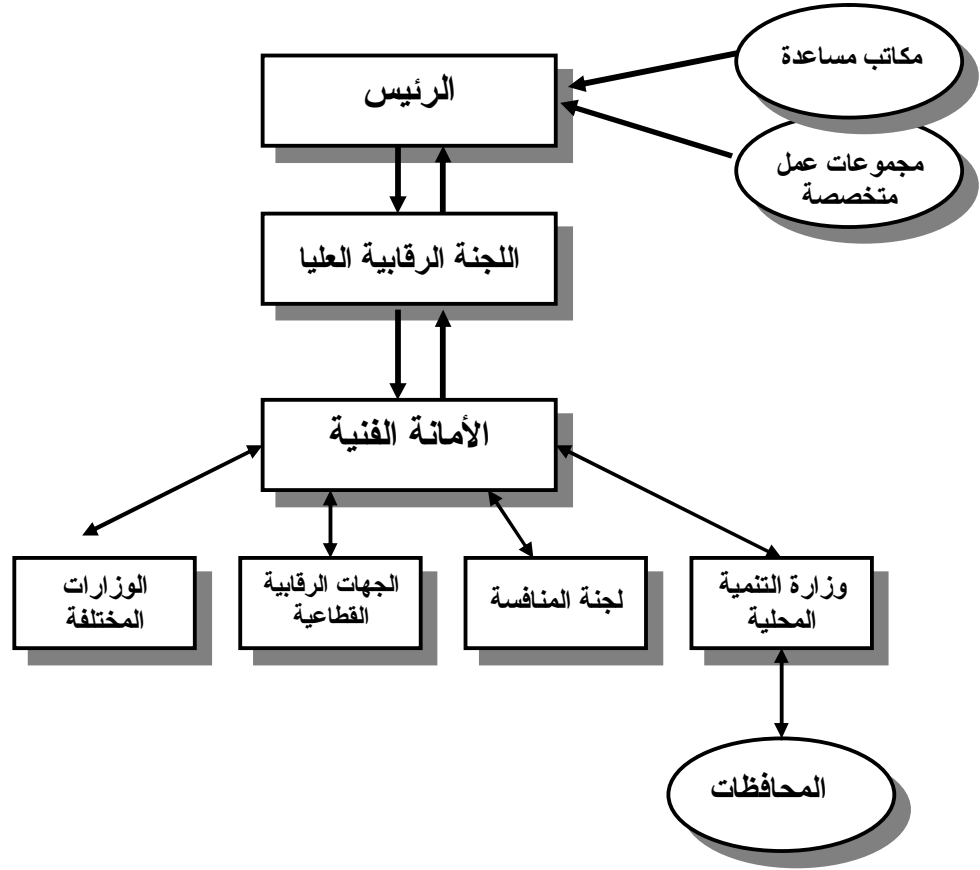 مكاتب مساعدة
الرئيس
مجموعات عمل
متخصصة
اللجنة الرقابية العليا
الأمانة الفنية
وزارة التنمية
المحلية
لجنة المنافسة
الجهات الرقابية
القطاعية
الوزارات
المختلفة
المحافظات